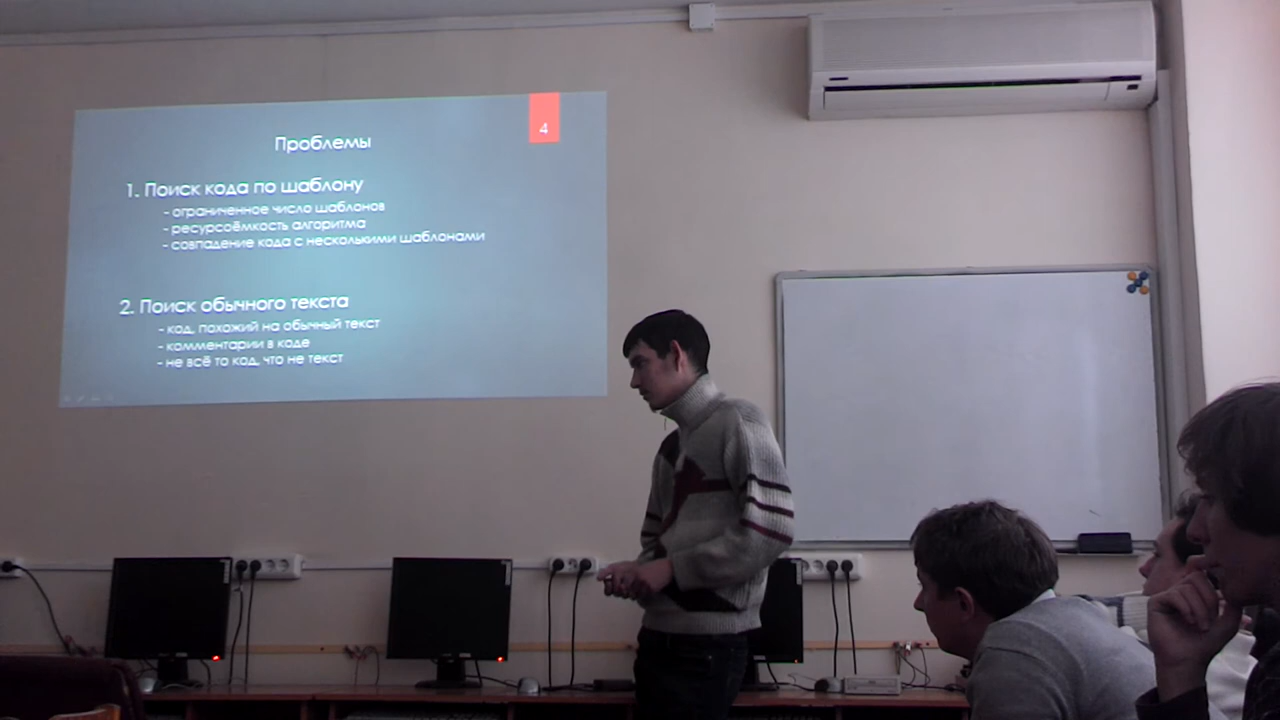 4
Проблемы
1. Поиск кода по шаблону
- ограниченное число шаблонов
- ресурсоёмкость алгоритма
- совпадение кода с несколькими шаблонами
2. Поиск обычного текста
- код, похожий на обычный текст
- комментарии в коде
- не всё то код, что не текст